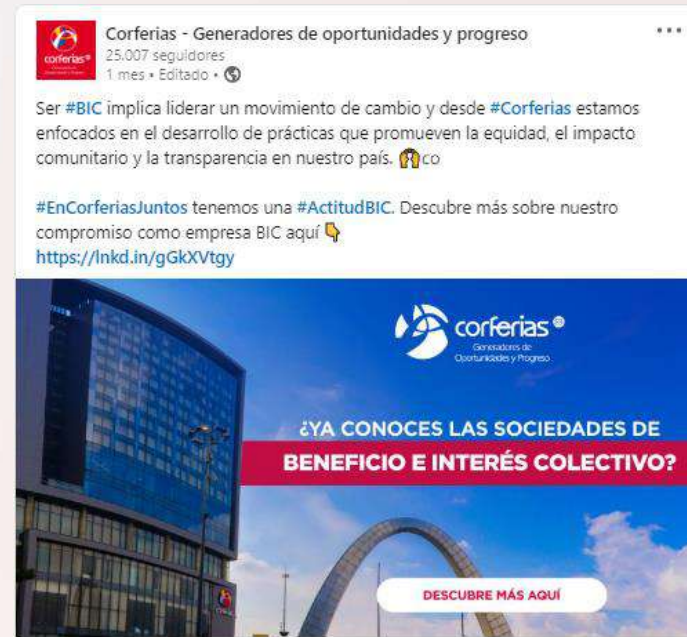 Corferias - Generadores de oportunidades y progreso
25.007 seguidores
1 mes • Editado •
Ser #BIC implica liderar un movimiento de cambio y desde #Corferias estamos
enfocados en el desarrollo de prácticas que promueven la equidad, el impacto
comunitario y la transparencia en nuestro país. 🙌co
#EnCorferiasJuntos tenemos una #ActitudBIC. Descubre más sobre nuestro
compromiso como empresa BIC aquí 👇
https://lnkd.in/gGkXVtgy
corferias
corferias
Generadores de
Oportunidades y Progreso
¿YA CONOCES LAS SOCIEDADES DE
BENEFICIO E INTERÉS COLECTIVO?
DESCUBRE MÁS AQUÍ